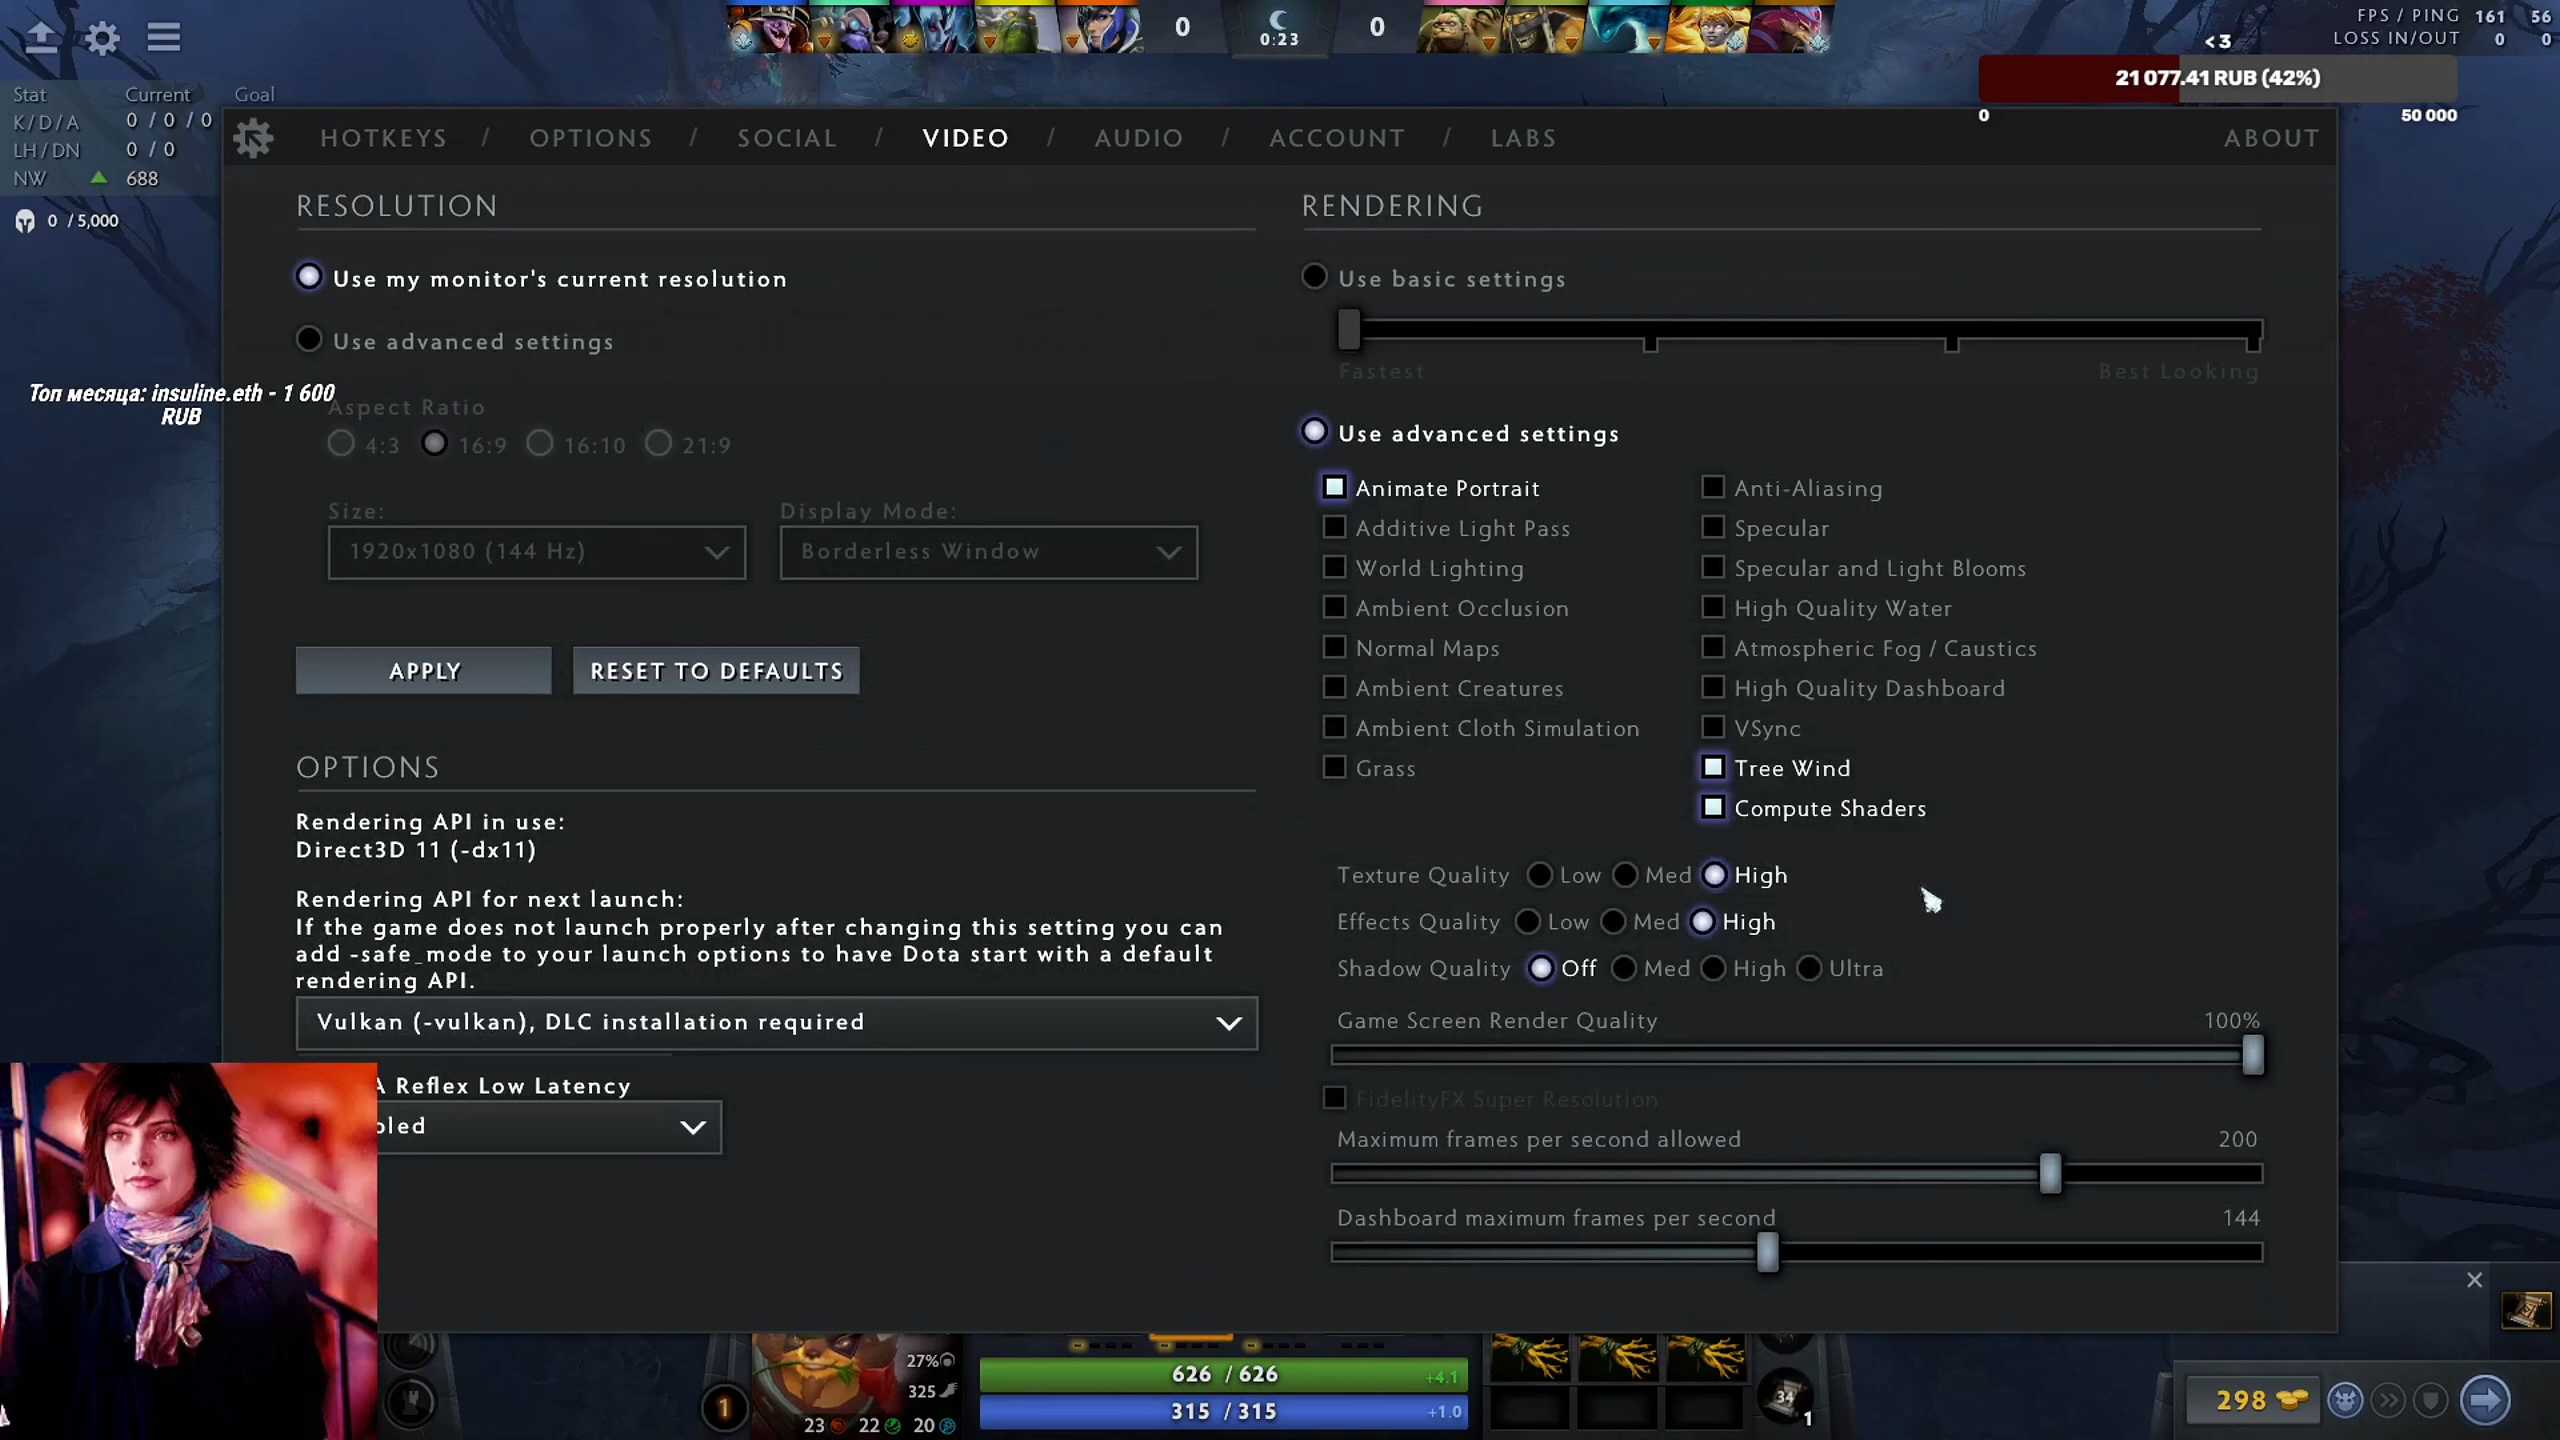 0
0:23
0
FPS / PING 161 56
LOSS IN/OUT 0 0
<3
21 077.41 RUB (42%)
0
50 000
Stat Current Goal
K / D / A 0 / 0 / 0
LH / DN 0 / 0
NW 688
0 / 5,000
HOTKEYS / OPTIONS / SOCIAL / VIDEO / AUDIO / ACCOUNT / LABS
ABOUT
RESOLUTION
Use my monitor's current resolution
Use advanced settings
Топ месяца: insuline.eth - 1 600
RUB
Aspect Ratio
4:3 16:9 16:10 21:9
Size:
Display Mode:
1920x1080 (144 Hz)
Borderless Window
APPLY
RESET TO DEFAULTS
OPTIONS
Rendering API in use:
Direct3D 11 (-dx11)
Rendering API for next launch:
If the game does not launch properly after changing this setting you can
add -safe_mode to your launch options to have Dota start with a default
rendering API.
Vulkan (-vulkan), DLC installation required
A Reflex Low Latency
bled
RENDERING
Use basic settings
Fastest
Best Looking
Use advanced settings
Animate Portrait
Additive Light Pass
World Lighting
Ambient Occlusion
Normal Maps
Ambient Creatures
Ambient Cloth Simulation
Grass
Anti-Aliasing
Specular
Specular and Light Blooms
High Quality Water
Atmospheric Fog / Caustics
High Quality Dashboard
VSync
Tree Wind
Compute Shaders
Texture Quality Low Med High
Effects Quality Low Med High
Shadow Quality Off Med High Ultra
Game Screen Render Quality 100%
FidelityFX Super Resolution
Maximum frames per second allowed 200
Dashboard maximum frames per second 144
27%
325
1
23 22 20
626 / 626 +4.1
315 / 315 +1.0
34
1
298